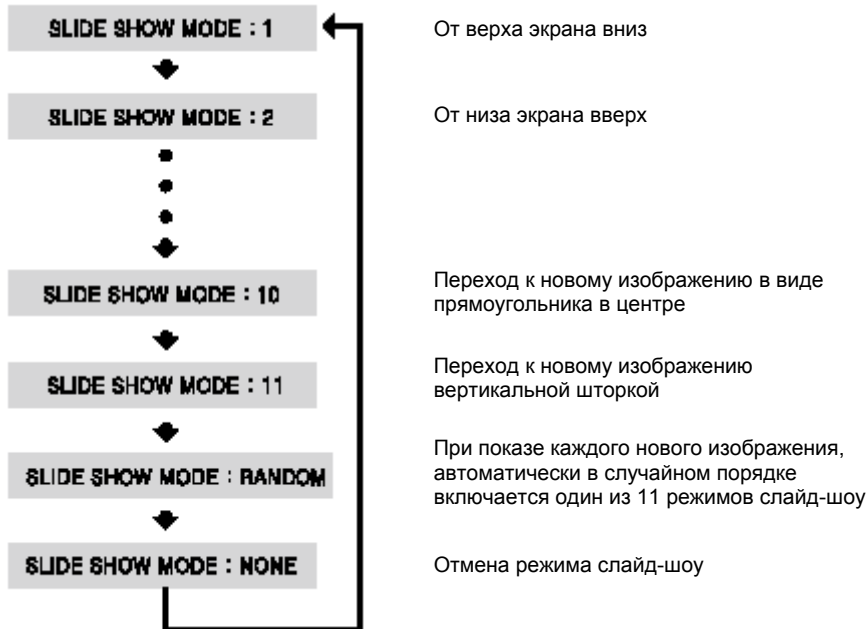 SLIDE SHOW MODE : 1
От верха экрана вниз
SLIDE SHOW MODE : 2
От низа экрана вверх
SLIDE SHOW MODE : 10
Переход к новому изображению в виде
прямоугольника в центре
SLIDE SHOW MODE : 11
Переход к новому изображению
вертикальной шторкой
SLIDE SHOW MODE : RANDOM
При показе каждого нового изображения,
автоматически в случайном порядке
включается один из 11 режимов слайд-шоу
SLIDE SHOW MODE : NONE
Отмена режима слайд-шоу